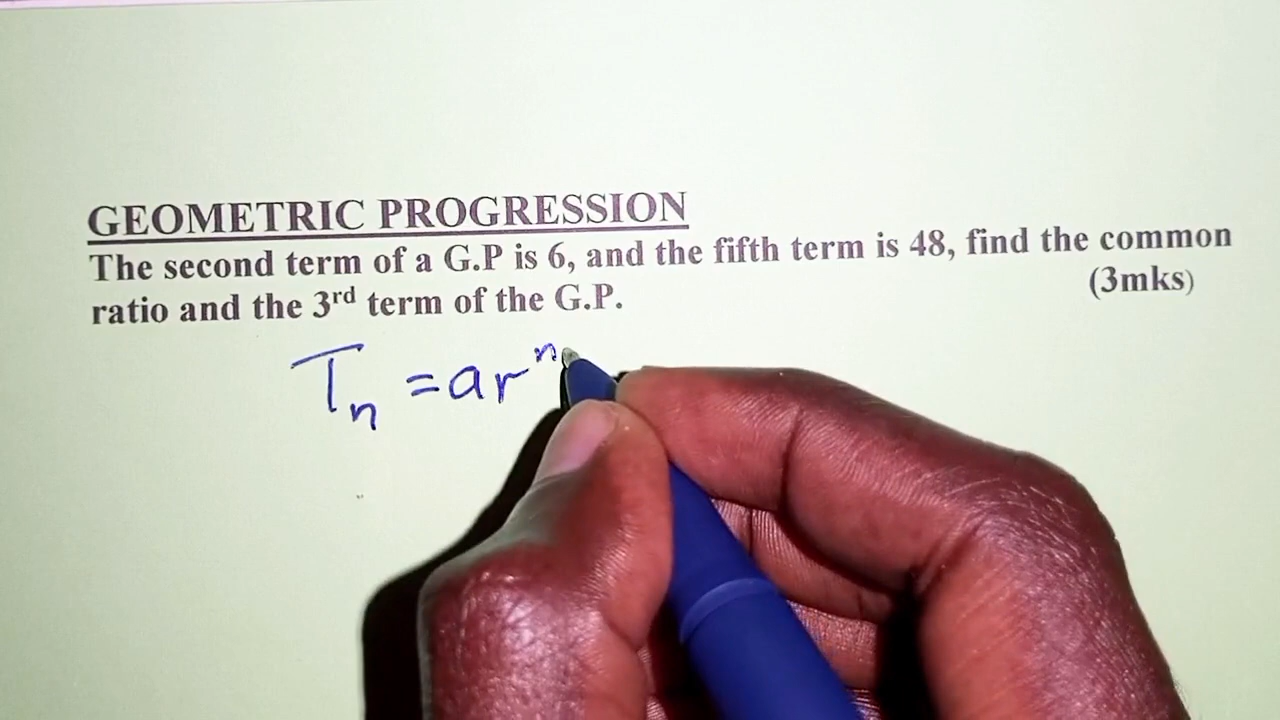 GEOMETRIC PROGRESSION
The second term of a G.P is 6, and the fifth term is 48, find the common
ratio and the 3rd term of the G.P. (3mks)
Tn = ar^n